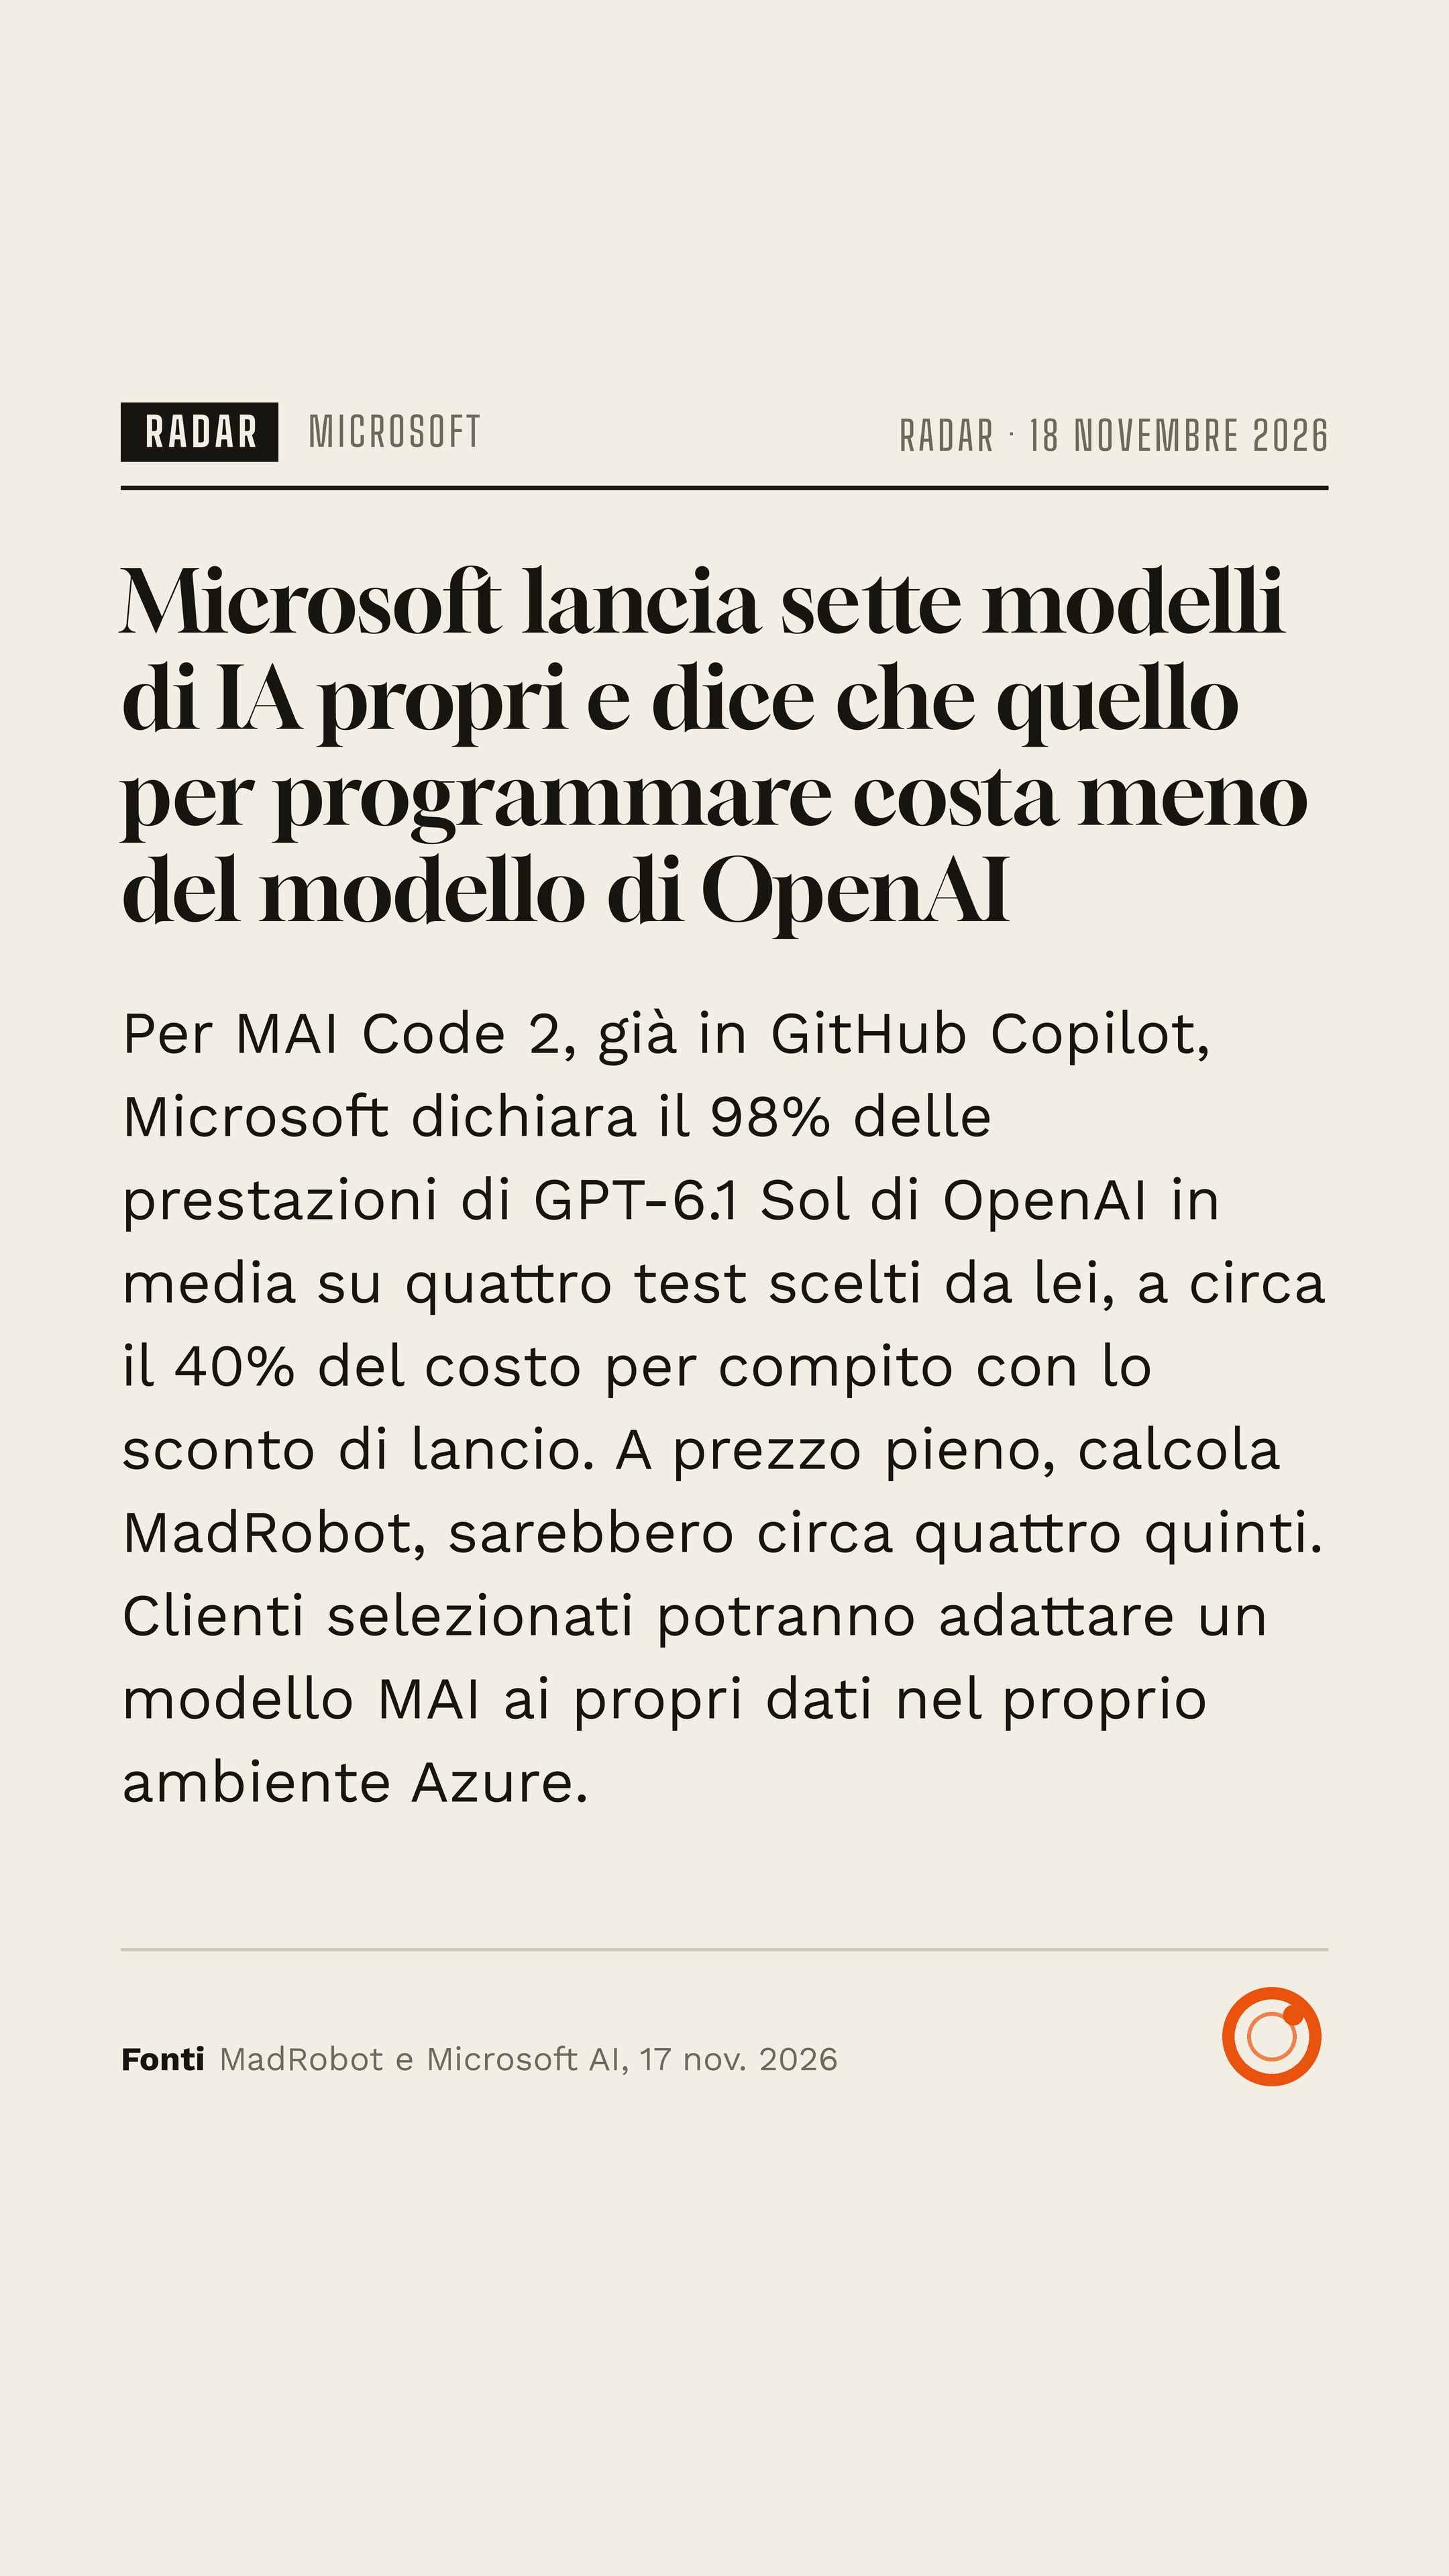 RADAR MICROSOFT RADAR · 18 NOVEMBRE 2026
Microsoft lancia sette modelli
di IA propri e dice che quello
per programmare costa meno
del modello di OpenAI
Per MAI Code 2, già in GitHub Copilot,
Microsoft dichiara il 98% delle
prestazioni di GPT-6.1 Sol di OpenAI in
media su quattro test scelti da lei, a circa
il 40% del costo per compito con lo
sconto di lancio. A prezzo pieno, calcola
MadRobot, sarebbero circa quattro quinti.
Clienti selezionati potranno adattare un
modello MAI ai propri dati nel proprio
ambiente Azure.
Fonti MadRobot e Microsoft AI, 17 nov. 2026